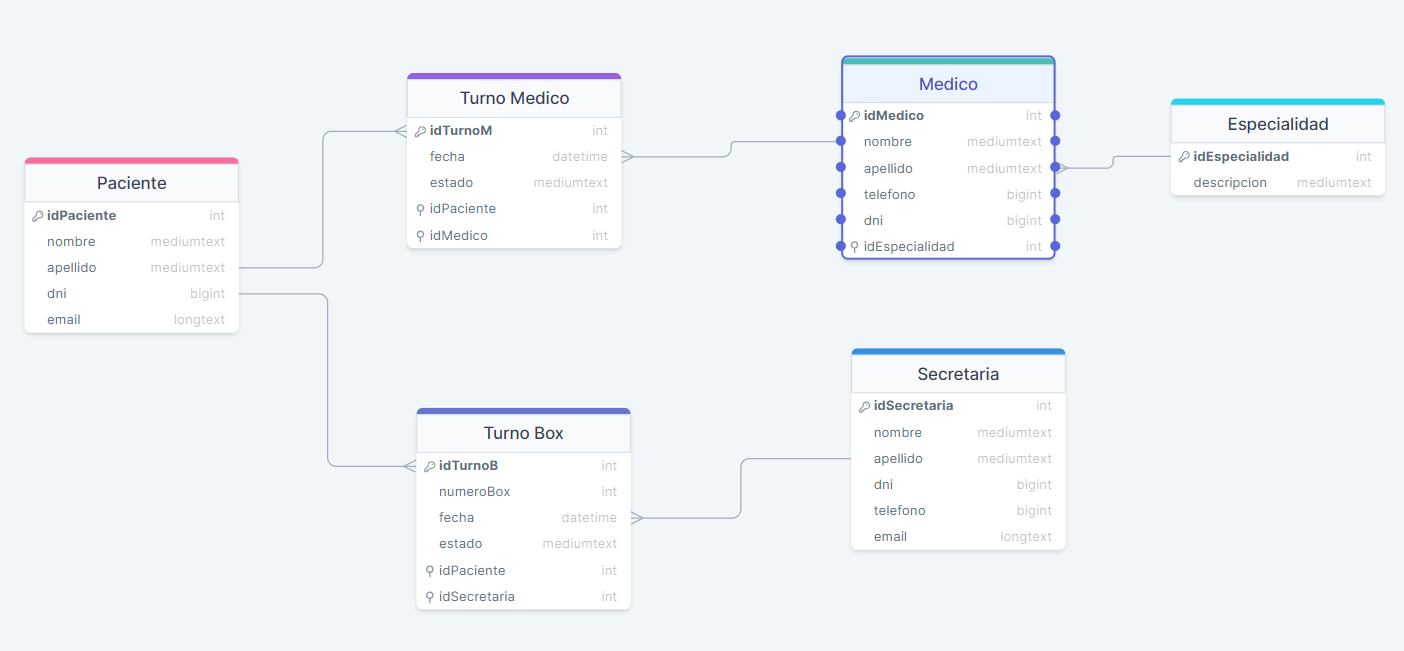 Paciente
idPaciente int
nombre mediumtext
apellido mediumtext
dni bigint
email longtext
Turno Medico
idTurnoM int
fecha datetime
estado mediumtext
idPaciente int
idMedico int
Medico
idMedico int
nombre mediumtext
apellido mediumtext
telefono bigint
dni bigint
idEspecialidad int
Especialidad
idEspecialidad int
descripcion mediumtext
Turno Box
idTurnoB int
numeroBox int
fecha datetime
estado mediumtext
idPaciente int
idSecretaria int
Secretaria
idSecretaria int
nombre mediumtext
apellido mediumtext
dni bigint
telefono bigint
email longtext